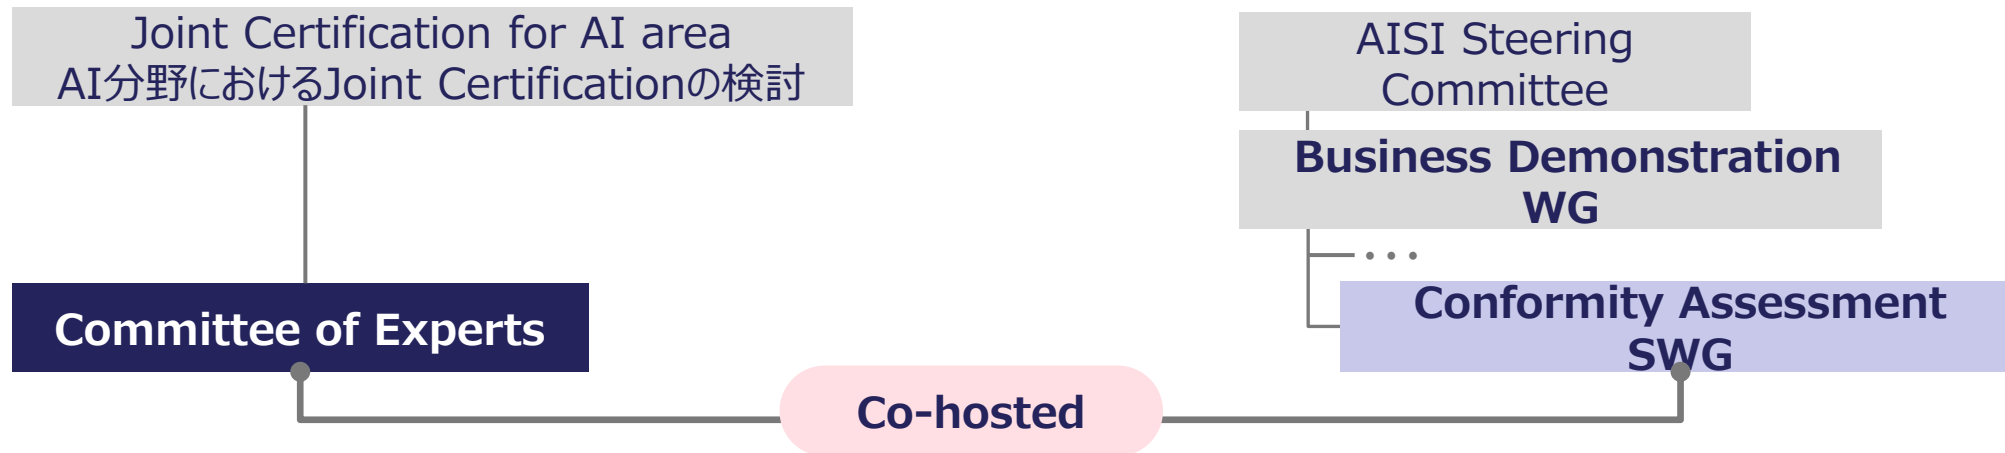 Joint Certification for AI area
AI分野におけるJoint Certificationの検討
Committee of Experts
AISI Steering
Committee
Business Demonstration
WG
・・・
Conformity Assessment
SWG
Co-hosted